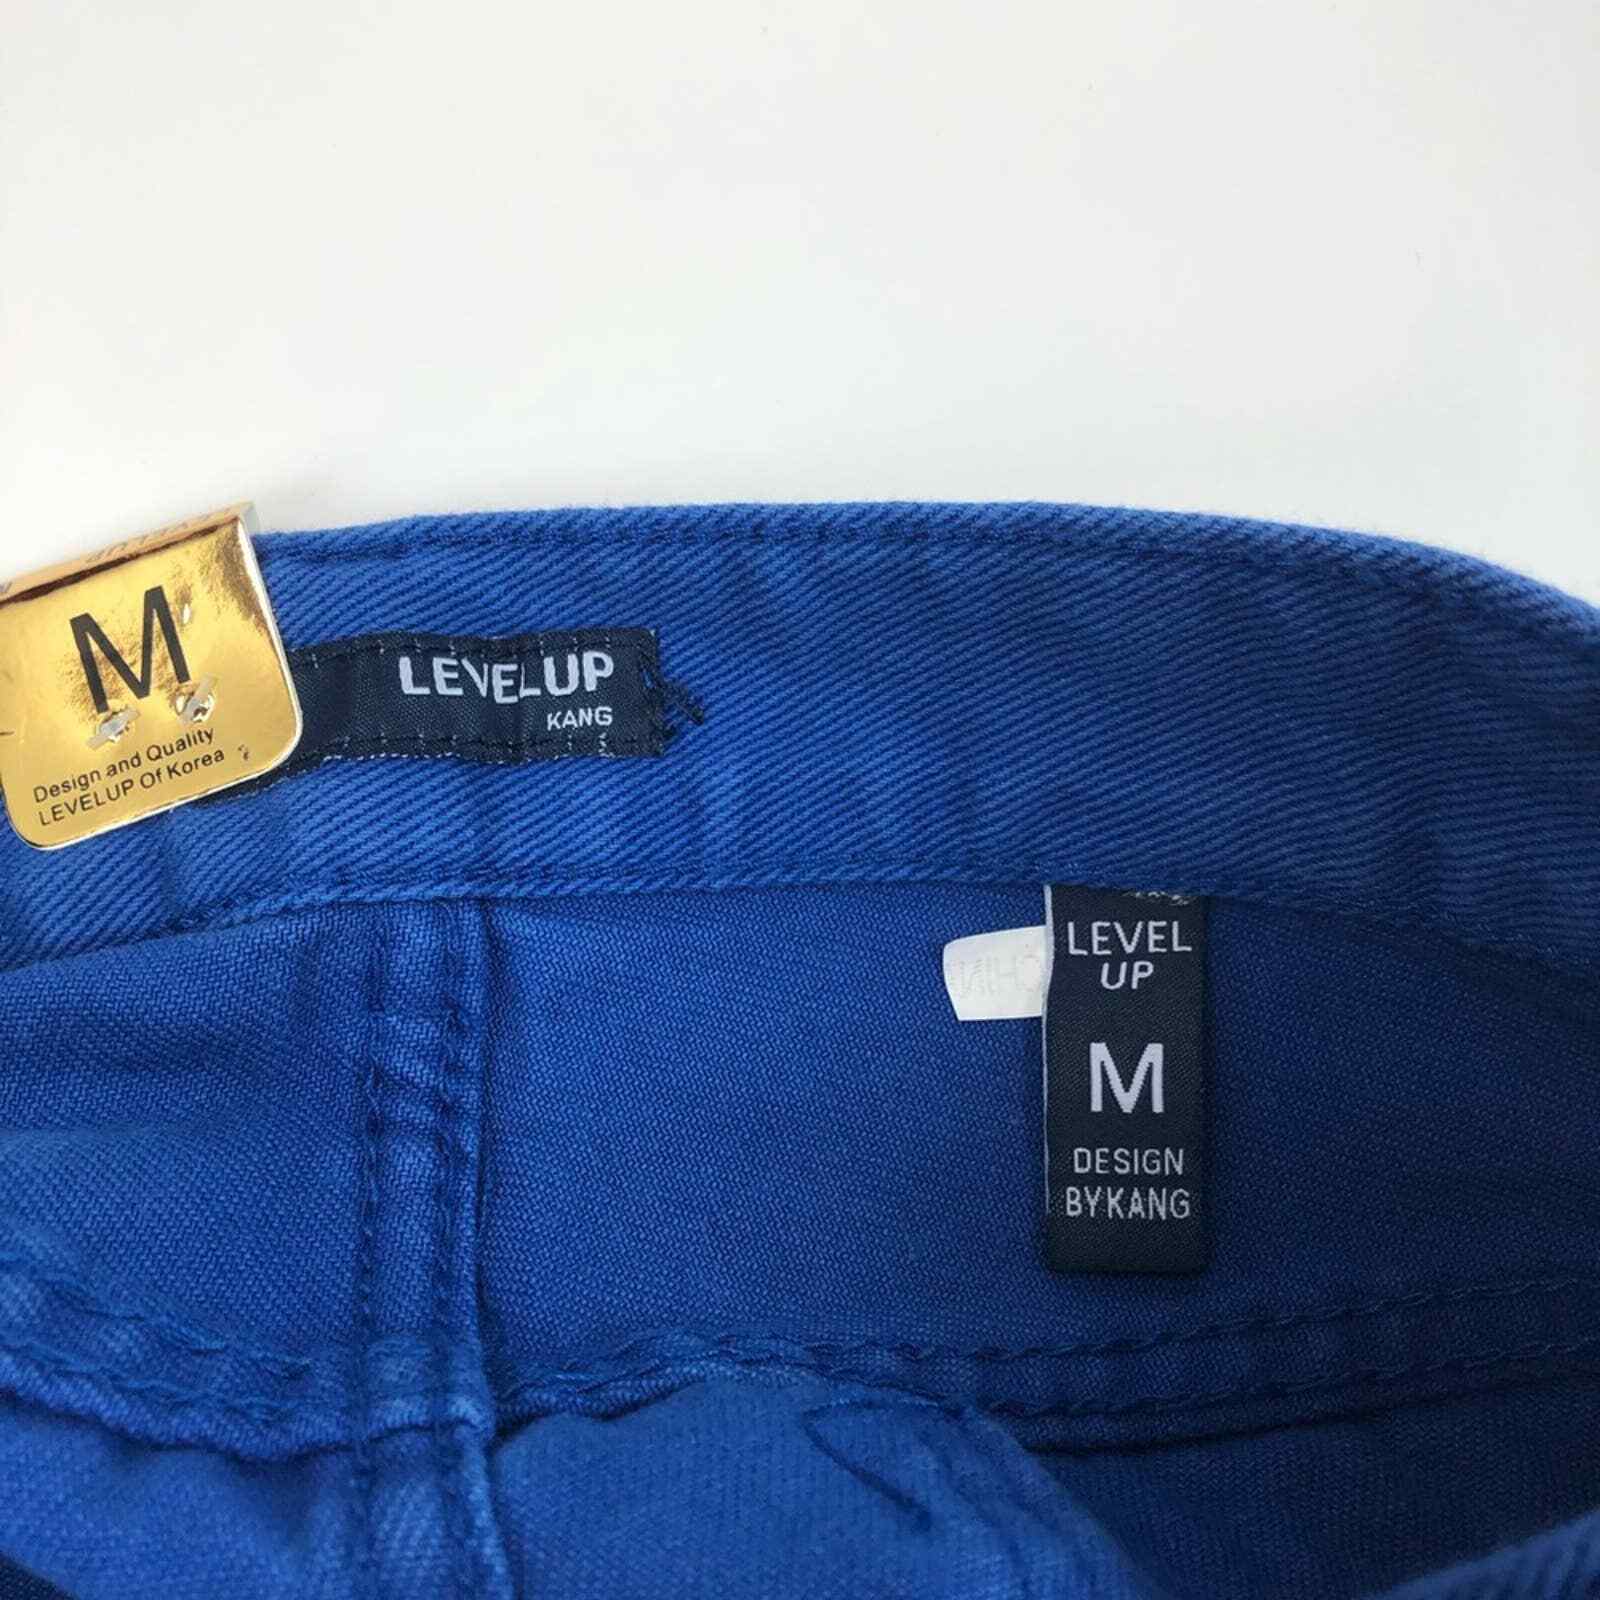 M
Design and Quality
LEVELUP Of Korea
LEVELUP
KANG
LEVEL
UP
M
DESIGN
BYKANG